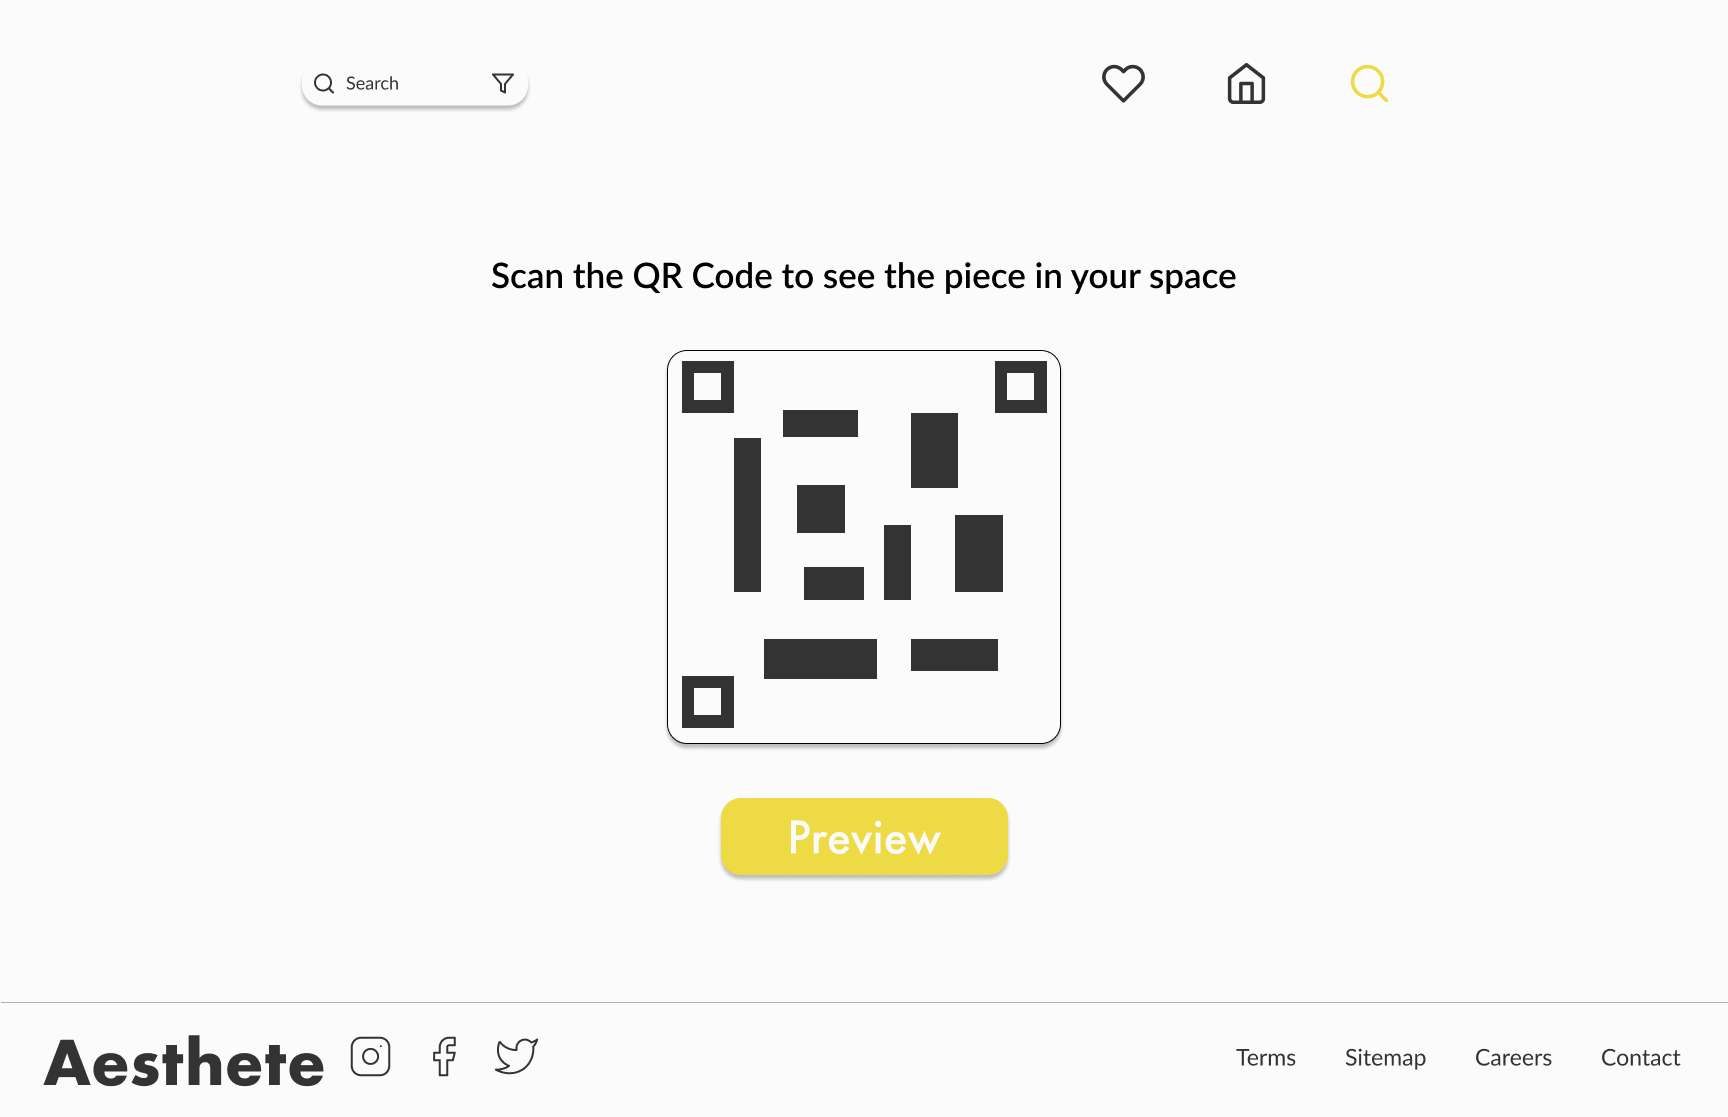 Search
Scan the QR Code to see the piece in your space
Preview
Aesthete
Terms
Sitemap
Careers
Contact